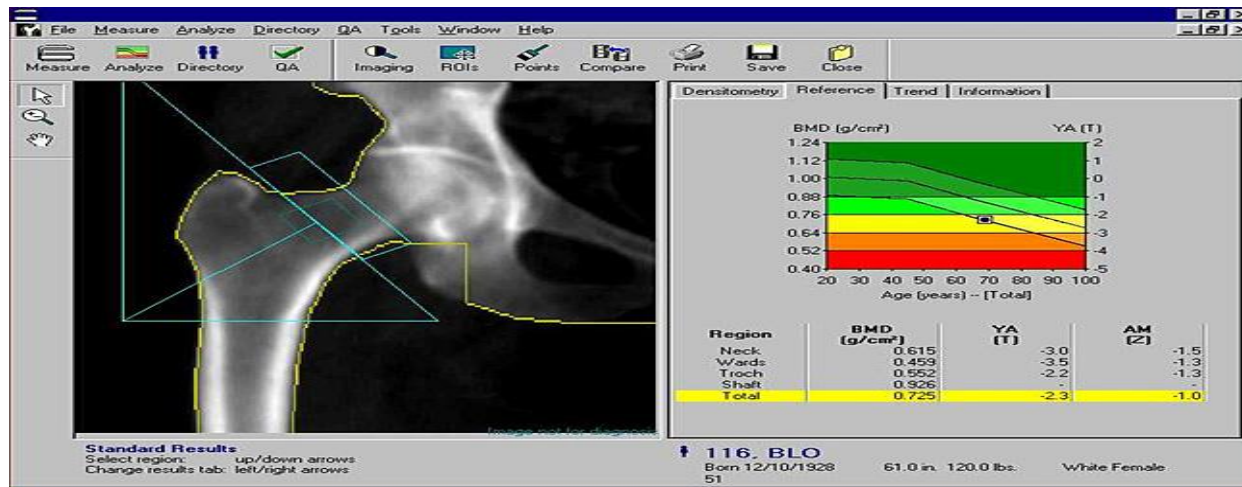 File Measure Analyze Directory QA Tools Window Help
Measure Analyze Directory QA Imaging ROIs Points Compare Print Save Close
Densitometry Reference Trend Information
BMD (g/cm²) YA (T)
1.24 2
1.12 1
1.00 0
0.88 -1
0.76 -2
0.64 -3
0.52 -4
0.40 -5
20 30 40 50 60 70 80 90 100
Age (years) -- [Total]
Region BMD (g/cm²) YA (T) AM (Z)
Neck 0.615 -3.0 -1.5
Wards 0.459 -3.5 -1.3
Troch 0.552 -2.2 -1.3
Shaft 0.926 - -
Total 0.725 -2.3 -1.0
Image not for diagnosis
Standard Results
Select region: up/down arrows
Change results tab: left/right arrows
116, BLO
Born 12/10/1928 61.0 in. 120.0 lbs. White Female
51